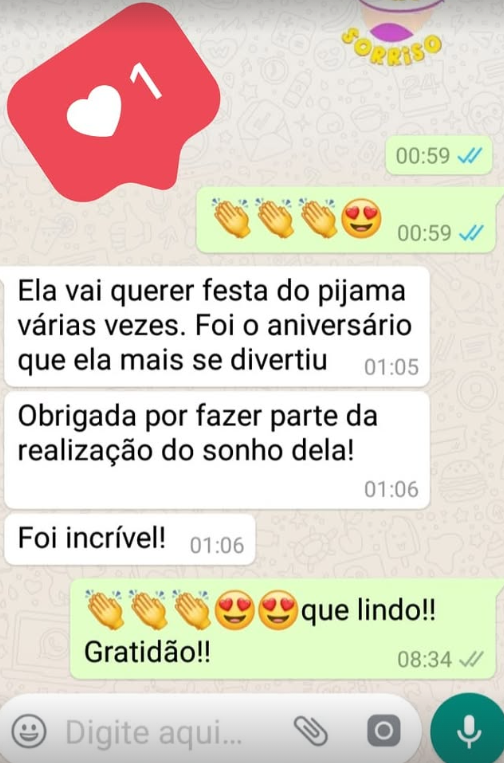 SORRISO
1
00:59
👏👏👏😍 00:59
Ela vai querer festa do pijama
várias vezes. Foi o aniversário
que ela mais se divertiu 01:05
Obrigada por fazer parte da
realização do sonho dela!
01:06
Foi incrível! 01:06
👏👏👏😍😍que lindo!!
Gratidão!! 08:34
Digite aqui...